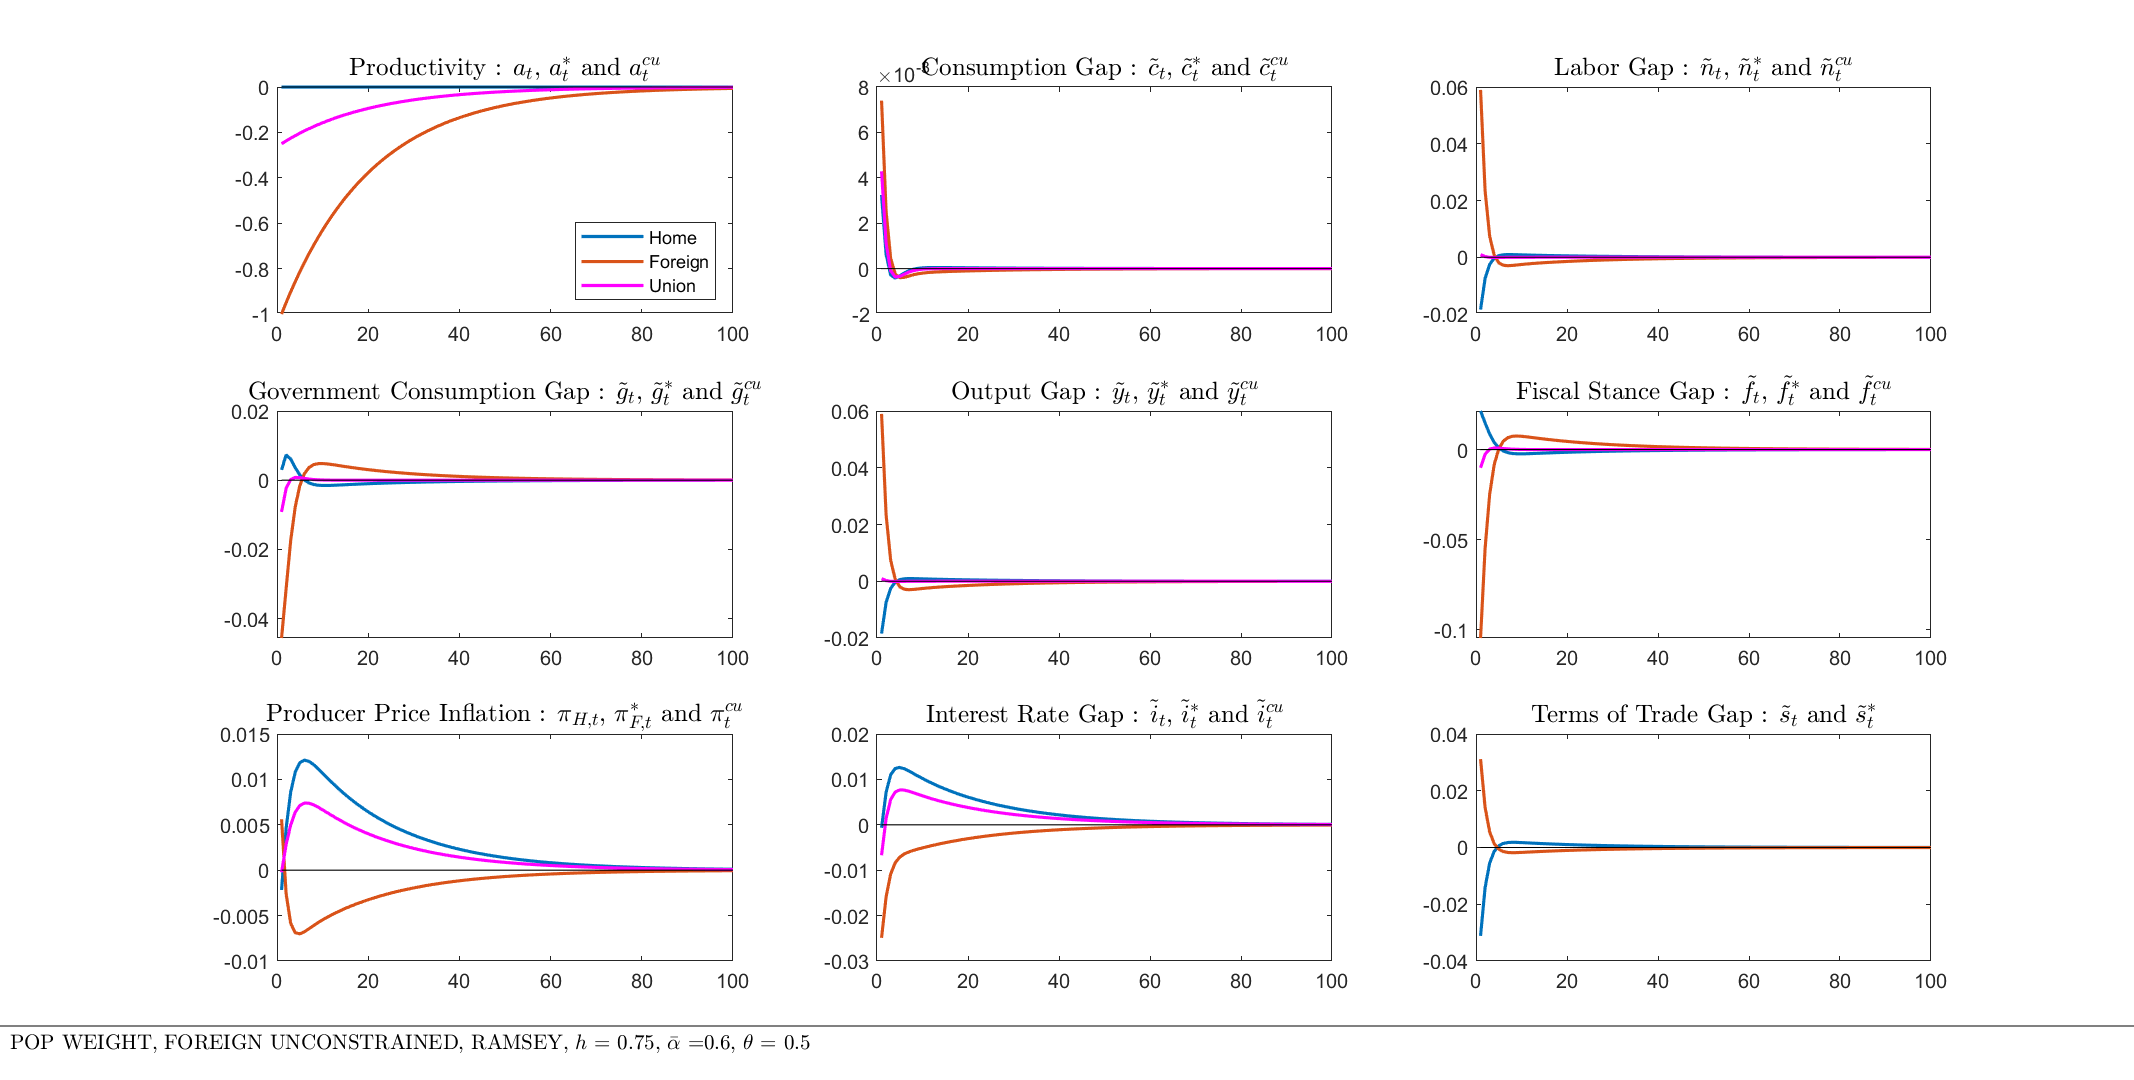 Productivity : a_t, a_t^* and a_t^{cu}
0
-0.2
-0.4
-0.6
-0.8
-1
0 20 40 60 80 100
Home
Foreign
Union
×10^{-3}
Consumption Gap : c̃_t, c̃_t^* and c̃_t^{cu}
8
6
4
2
0
-2
0 20 40 60 80 100
Labor Gap : ñ_t, ñ_t^* and ñ_t^{cu}
0.06
0.04
0.02
0
-0.02
0 20 40 60 80 100
Government Consumption Gap : g̃_t, g̃_t^* and g̃_t^{cu}
0.02
0
-0.02
-0.04
0 20 40 60 80 100
Output Gap : ỹ_t, ỹ_t^* and ỹ_t^{cu}
0.06
0.04
0.02
0
-0.02
0 20 40 60 80 100
Fiscal Stance Gap : f̃_t, f̃_t^* and f̃_t^{cu}
0
-0.05
-0.1
0 20 40 60 80 100
Producer Price Inflation : π_{H,t}, π_{F,t}^* and π_t^{cu}
0.015
0.01
0.005
0
-0.005
-0.01
0 20 40 60 80 100
Interest Rate Gap : ĩ_t, ĩ_t^* and ĩ_t^{cu}
0.02
0.01
0
-0.01
-0.02
-0.03
0 20 40 60 80 100
Terms of Trade Gap : s̃_t and s̃_t^*
0.04
0.02
0
-0.02
-0.04
0 20 40 60 80 100
POP WEIGHT, FOREIGN UNCONSTRAINED, RAMSEY, h = 0.75, ᾱ =0.6, θ = 0.5